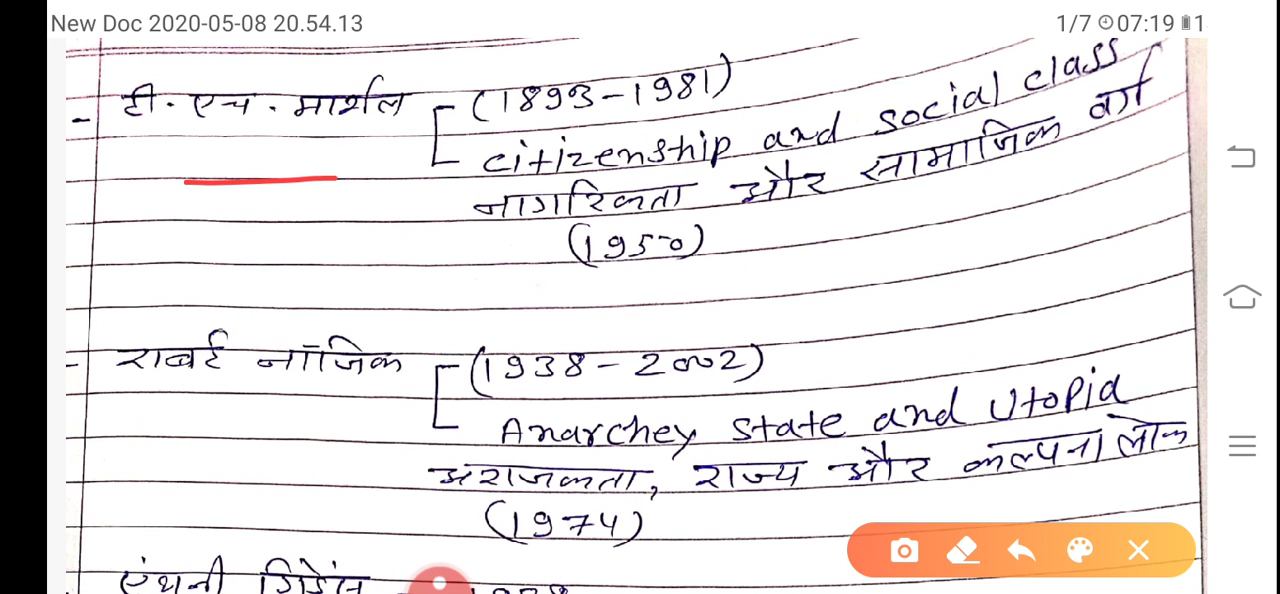 New Doc 2020-05-08 20.54.13
1/7 07:19 1
- टी. एच. मार्शल (1893-1981)
citizenship and social class
नागरिकता और सामाजिक वर्ग
(1950)
- राबर्ट नॉजिक (1938-2002)
Anarchey State and Utopia
अराजकता, राज्य और कल्पना लोक
(1974)
एंथनी गिडेंस